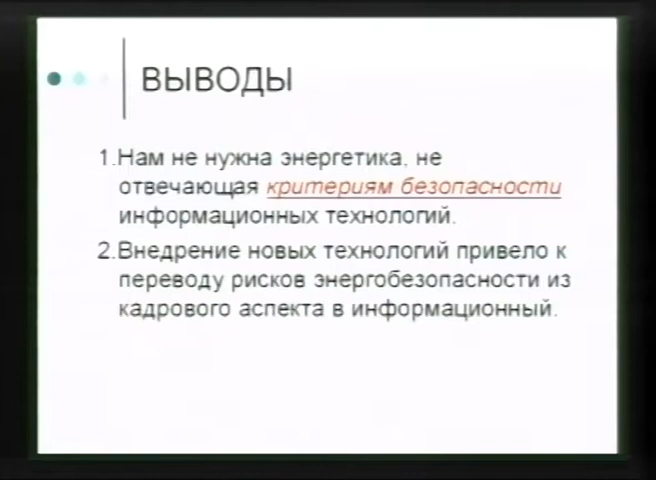 ВЫВОДЫ
1.Нам не нужна энергетика, не
отвечающая критериям безопасности
информационных технологий.
2.Внедрение новых технологий привело к
переводу рисков энергобезопасности из
кадрового аспекта в информационный.